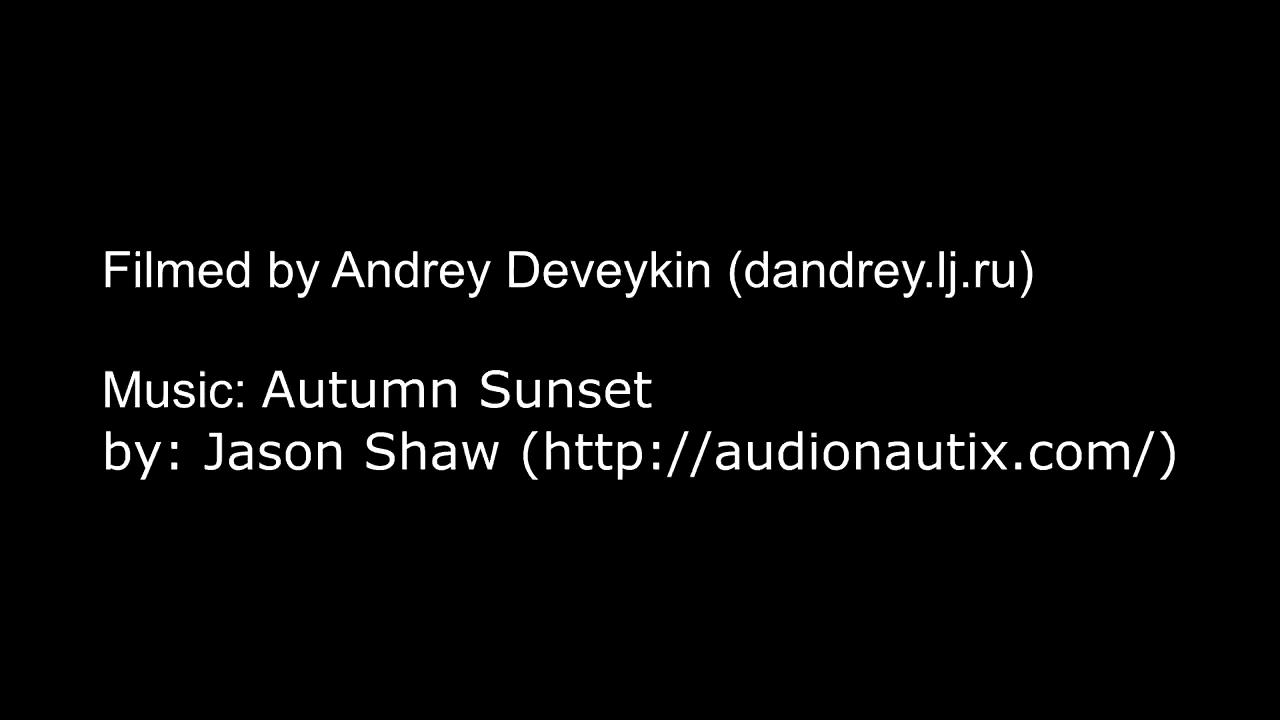 Filmed by Andrey Deveykin (dandrey.lj.ru)
Music: Autumn Sunset
by: Jason Shaw (http://audionautix.com/)